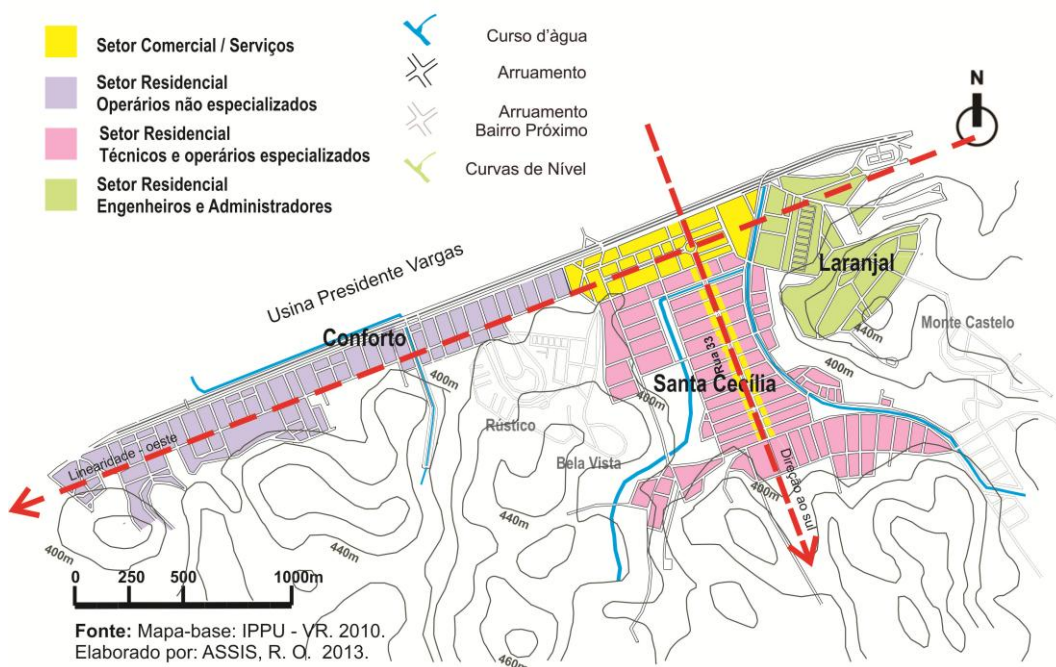 Setor Comercial / Serviços
Setor Residencial
Operários não especializados
Setor Residencial
Técnicos e operários especializados
Setor Residencial
Engenheiros e Administradores
Curso d'àgua
Arruamento
Arruamento
Bairro Próximo
Curvas de Nível
N
Usina Presidente Vargas
Laranjal
Conforto
440m
Monte Castelo
400m
Rua 33
400m
Santa Cecília
400m
Rústico
Linearidade - oeste
Bela Vista
Direção ao sul
400m
440m
400m
440m
440m
0 250 500 1000m
Fonte: Mapa-base: IPPU - VR. 2010.
Elaborado por: ASSIS, R. O. 2013.
460m